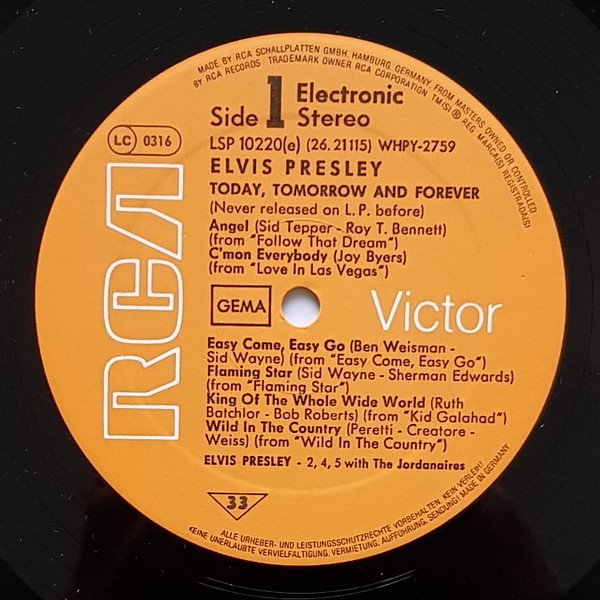 MADE BY RCA SCHALLPLATTEN GMBH, HAMBURG, GERMANY, FROM MASTERS OWNED OR CONTROLLED
BY RCA RECORDS TRADEMARK OWNER RCA CORPORATION TM(S) ® REG MARCA(S) REGISTRADA(S)
Side 1 Electronic
Stereo
LC 0316
LSP 10220(e) (26.21115) WHPY-2759
ELVIS PRESLEY
TODAY, TOMORROW AND FOREVER
(Never released on L.P. before)
Angel (Sid Tepper - Roy T. Bennett)
(from "Follow That Dream")
C'mon Everybody (Joy Byers)
(from "Love In Las Vegas")
RCA
GEMA
Victor
Easy Come, Easy Go (Ben Weisman -
Sid Wayne) (from "Easy Come, Easy Go")
Flaming Star (Sid Wayne - Sherman Edwards)
(from "Flaming Star")
King Of The Whole Wide World (Ruth
Batchlor - Bob Roberts) (from "Kid Galahad")
Wild In The Country (Peretti - Creatore -
Weiss) (from "Wild In The Country")
ELVIS PRESLEY - 2, 4, 5 with The Jordanaires
33
ALLE URHEBER- UND LEISTUNGSSCHUTZRECHTE VORBEHALTEN. KEIN VERLEIH!
KEINE UNERLAUBTE VERVIELFÄLTIGUNG, VERMIETUNG, AUFFÜHRUNG, SENDUNG! MADE IN GERMANY